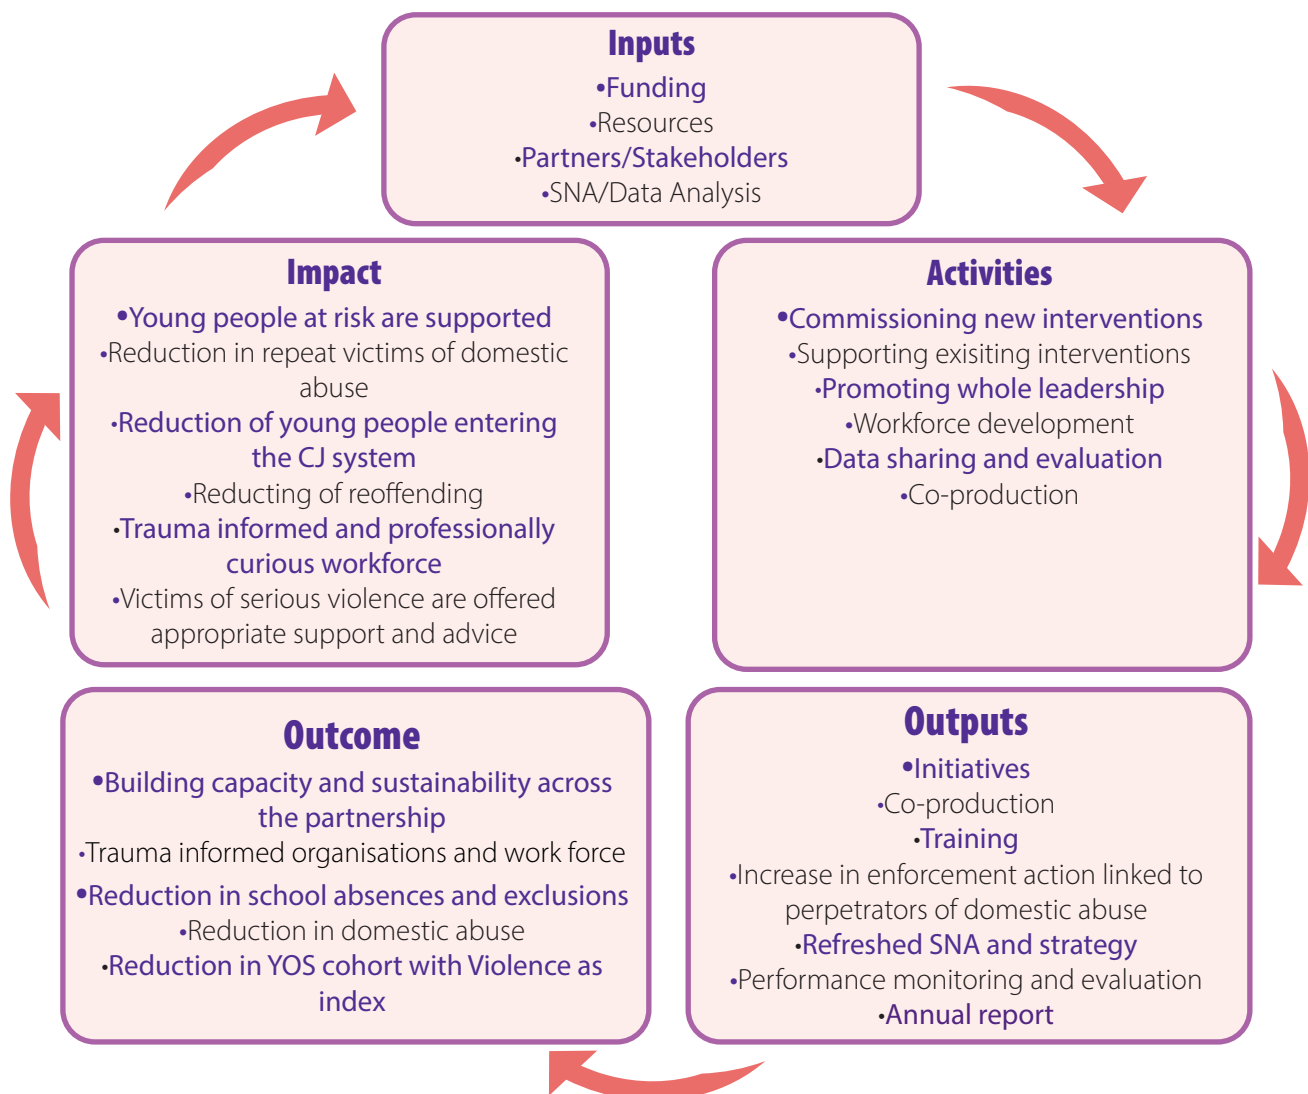 Inputs
•Funding
•Resources
•Partners/Stakeholders
•SNA/Data Analysis
Impact
•Young people at risk are supported
•Reduction in repeat victims of domestic
abuse
•Reduction of young people entering
the CJ system
•Reducting of reoffending
•Trauma informed and professionally
curious workforce
•Victims of serious violence are offered
appropriate support and advice
Activities
•Commissioning new interventions
•Supporting exisiting interventions
•Promoting whole leadership
•Workforce development
•Data sharing and evaluation
•Co-production
Outcome
•Building capacity and sustainability across
the partnership
•Trauma informed organisations and work force
•Reduction in school absences and exclusions
•Reduction in domestic abuse
•Reduction in YOS cohort with Violence as
index
Outputs
•Initiatives
•Co-production
•Training
•Increase in enforcement action linked to
perpetrators of domestic abuse
•Refreshed SNA and strategy
•Performance monitoring and evaluation
•Annual report